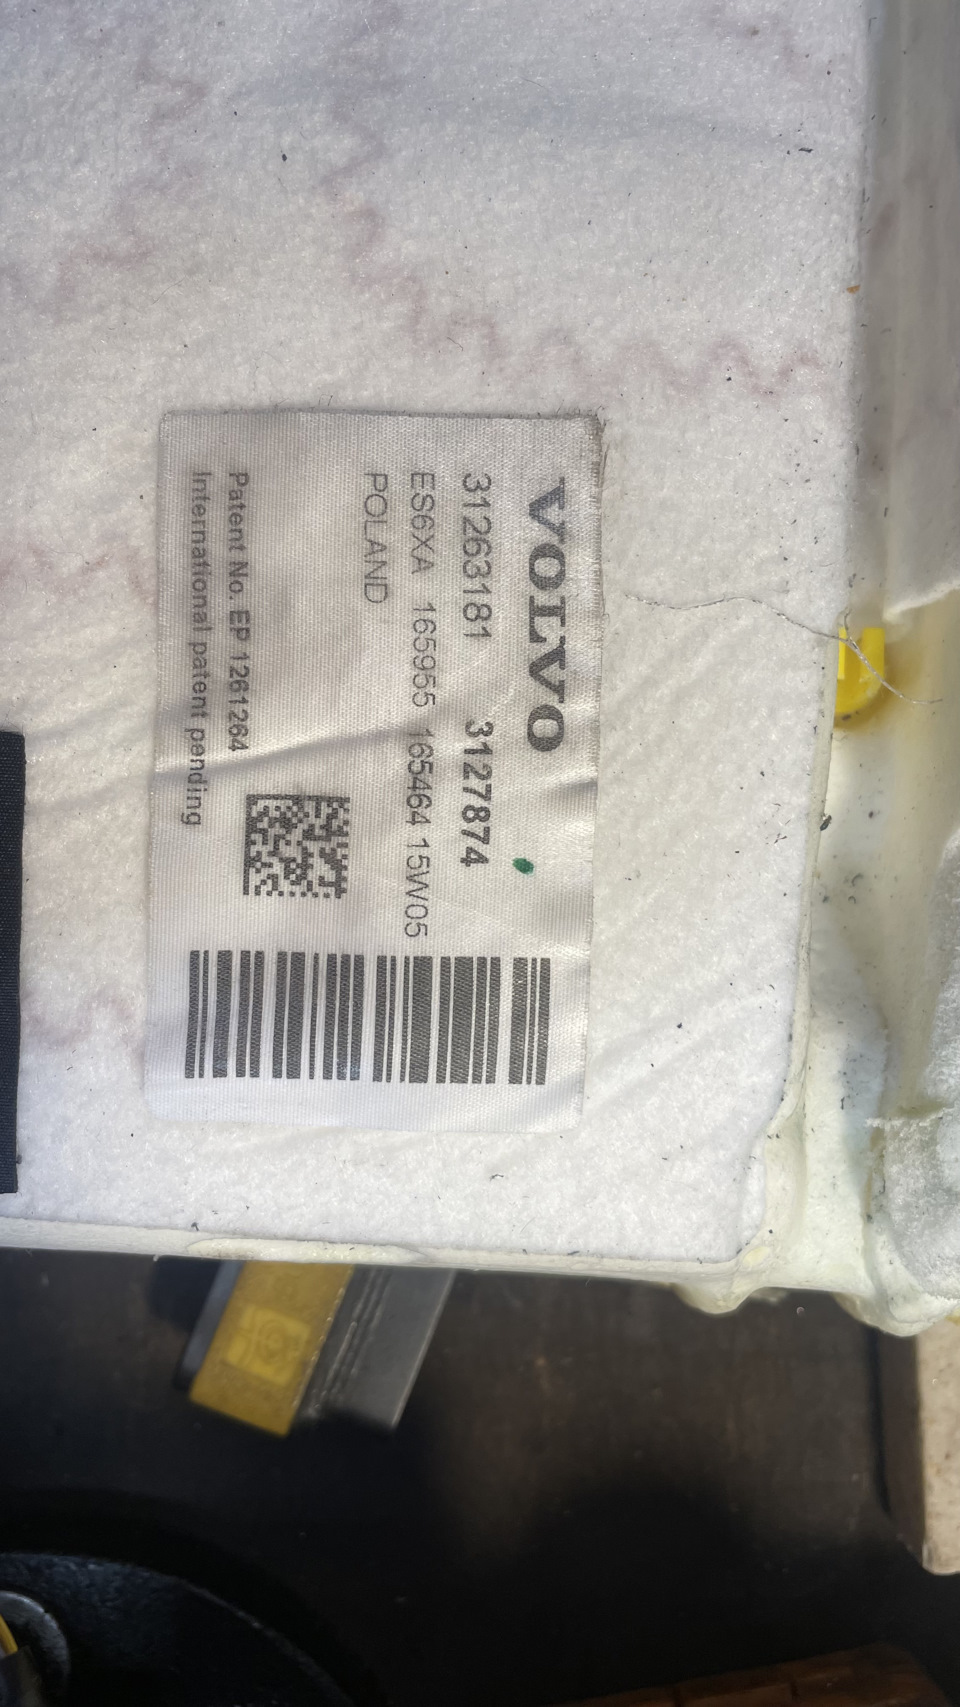 VOLVO
31263181 3127874
ES6XA 165955 165464 15W05
POLAND
Patent No. EP 1261264
International patent pending